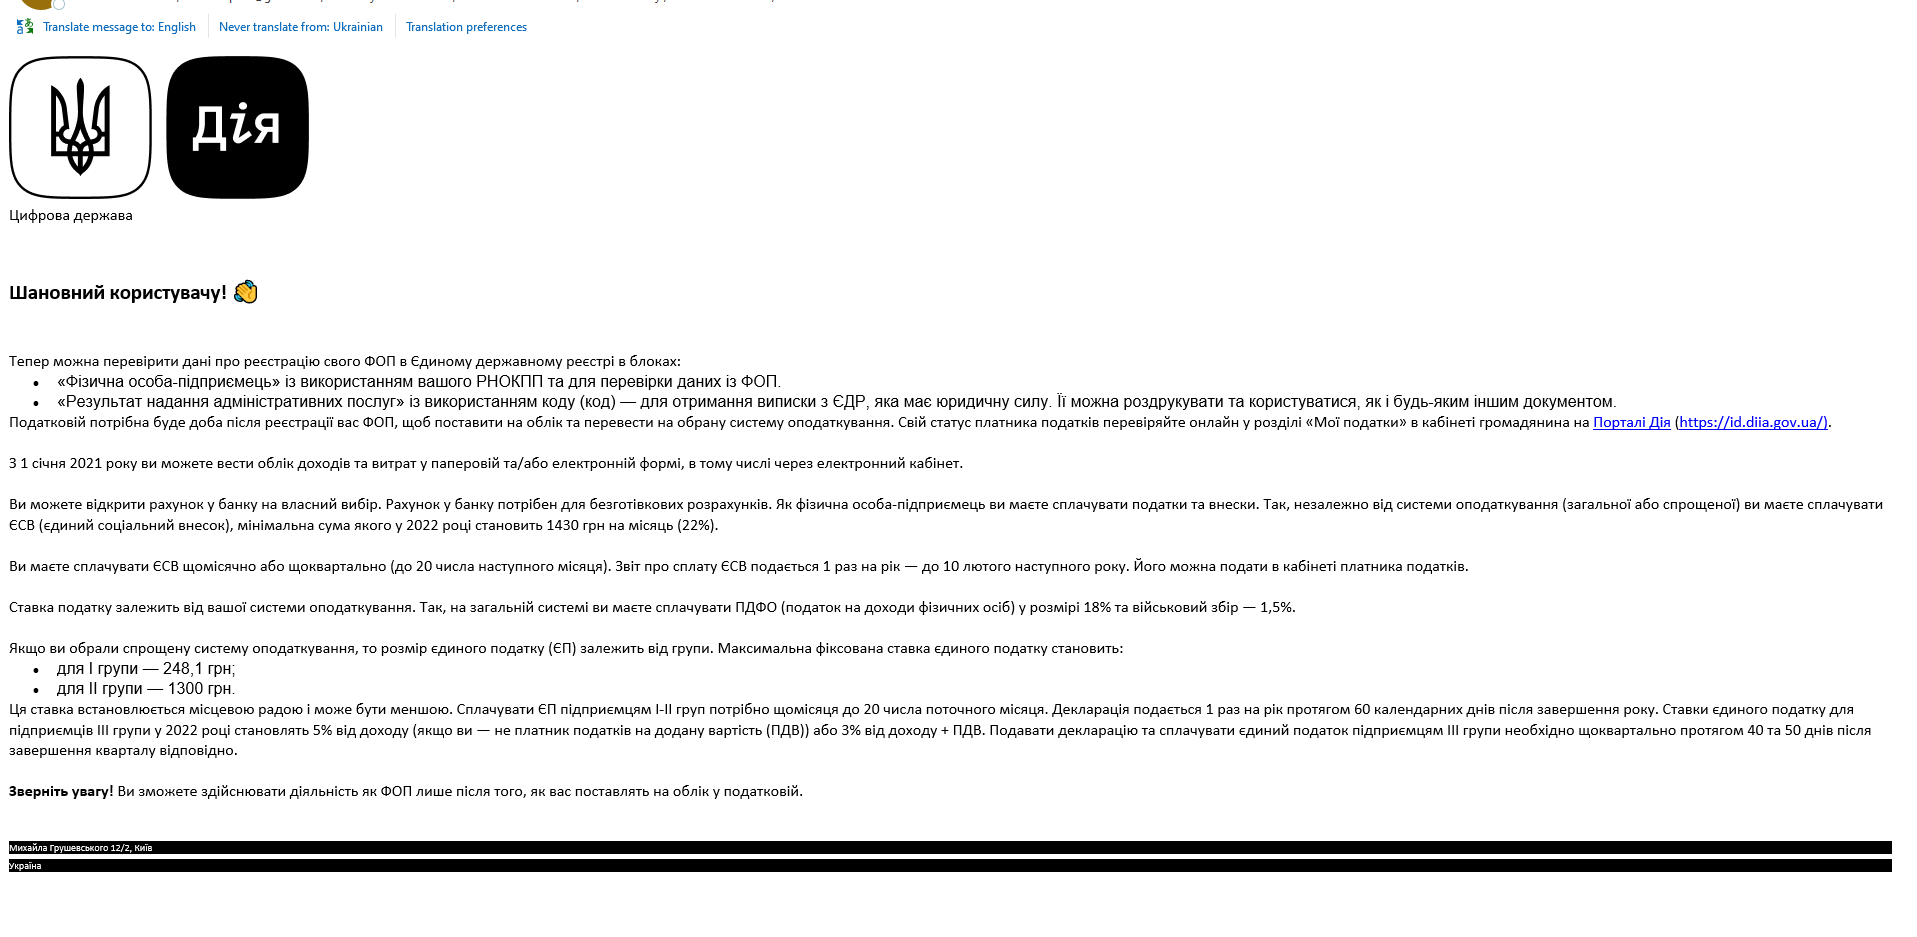 Translate message to: English
Never translate from: Ukrainian
Translation preferences
Дія
Цифрова держава
Шановний користувачу! 👋
Тепер можна перевірити дані про реєстрацію свого ФОП в Єдиному державному реєстрі в блоках:
• «Фізична особа-підприємець» із використанням вашого РНОКПП та для перевірки даних із ФОП.
• «Результат надання адміністративних послуг» із використанням коду (код) — для отримання виписки з ЄДР, яка має юридичну силу. Її можна роздрукувати та користуватися, як і будь-яким іншим документом.
Податковій потрібна буде доба після реєстрації вас ФОП, щоб поставити на облік та перевести на обрану систему оподаткування. Свій статус платника податків перевіряйте онлайн у розділі «Мої податки» в кабінеті громадянина на Порталі Дія (https://id.diia.gov.ua/).
З 1 січня 2021 року ви можете вести облік доходів та витрат у паперовій та/або електронній формі, в тому числі через електронний кабінет.
Ви можете відкрити рахунок у банку на власний вибір. Рахунок у банку потрібен для безготівкових розрахунків. Як фізична особа-підприємець ви маєте сплачувати податки та внески. Так, незалежно від системи оподаткування (загальної або спрощеної) ви маєте сплачувати
ЄСВ (єдиний соціальний внесок), мінімальна сума якого у 2022 році становить 1430 грн на місяць (22%).
Ви маєте сплачувати ЄСВ щомісячно або щоквартально (до 20 числа наступного місяця). Звіт про сплату ЄСВ подається 1 раз на рік — до 10 лютого наступного року. Його можна подати в кабінеті платника податків.
Ставка податку залежить від вашої системи оподаткування. Так, на загальній системі ви маєте сплачувати ПДФО (податок на доходи фізичних осіб) у розмірі 18% та військовий збір — 1,5%.
Якщо ви обрали спрощену систему оподаткування, то розмір єдиного податку (ЄП) залежить від групи. Максимальна фіксована ставка єдиного податку становить:
• для І групи — 248,1 грн;
• для ІІ групи — 1300 грн.
Ця ставка встановлюється місцевою радою і може бути меншою. Сплачувати ЄП підприємцям І-ІІ груп потрібно щомісяця до 20 числа поточного місяця. Декларація подається 1 раз на рік протягом 60 календарних днів після завершення року. Ставки єдиного податку для
підприємців ІІІ групи у 2022 році становлять 5% від доходу (якщо ви — не платник податків на додану вартість (ПДВ)) або 3% від доходу + ПДВ. Подавати декларацію та сплачувати єдиний податок підприємцям ІІІ групи необхідно щоквартально протягом 40 та 50 днів після
завершення кварталу відповідно.
Зверніть увагу! Ви зможете здійснювати діяльність як ФОП лише після того, як вас поставлять на облік у податковій.
Михайла Грушевського 12/2, Київ
Україна